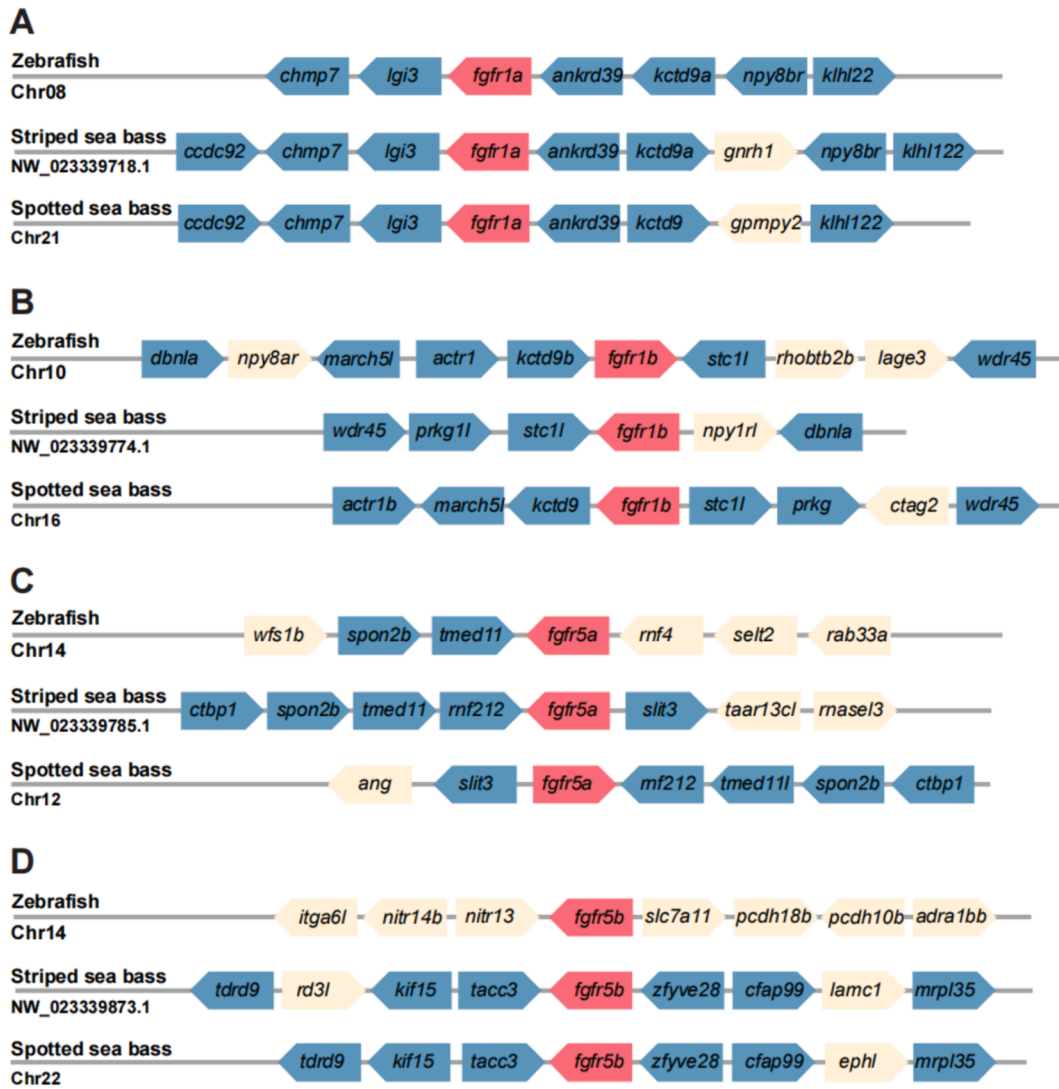 A
Zebrafish
Chr08
chmp7 lgi3 fgfr1a ankrd39 kctd9a npy8br klhl22
Striped sea bass
NW_023339718.1
ccdc92 chmp7 lgi3 fgfr1a ankrd39 kctd9a gnrh1 npy8br klhl122
Spotted sea bass
Chr21
ccdc92 chmp7 lgi3 fgfr1a ankrd39 kctd9 gpmpy2 klhl122
B
Zebrafish
Chr10
dbnla npy8ar march5l actr1 kctd9b fgfr1b stc1l rhobtb2b lage3 wdr45
Striped sea bass
NW_023339774.1
wdr45 prkg1l stc1l fgfr1b npy1rl dbnla
Spotted sea bass
Chr16
actr1b march5l kctd9 fgfr1b stc1l prkg ctag2 wdr45
C
Zebrafish
Chr14
wfs1b spon2b tmed11 fgfr5a rnf4 selt2 rab33a
Striped sea bass
NW_023339785.1
ctbp1 spon2b tmed11 rnf212 fgfr5a slit3 taar13cl rnasel3
Spotted sea bass
Chr12
ang slit3 fgfr5a rnf212 tmed11l spon2b ctbp1
D
Zebrafish
Chr14
itga6l nitr14b nitr13 fgfr5b slc7a11 pcdh18b pcdh10b adra1bb
Striped sea bass
NW_023339873.1
tdrd9 rd3l kif15 tacc3 fgfr5b zfyve28 cfap99 lamc1 mrpl35
Spotted sea bass
Chr22
tdrd9 kif15 tacc3 fgfr5b zfyve28 cfap99 ephl mrpl35